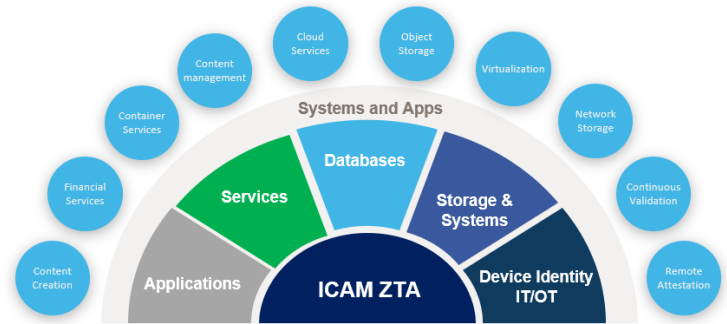 Cloud
Services
Object
Storage
Content
management
Virtualization
Container
Services
Network
Storage
Financial
Services
Continuous
Validation
Content
Creation
Remote
Attestation
Systems and Apps
Databases
Services
Storage &
Systems
Applications
Device Identity
IT/OT
ICAM ZTA